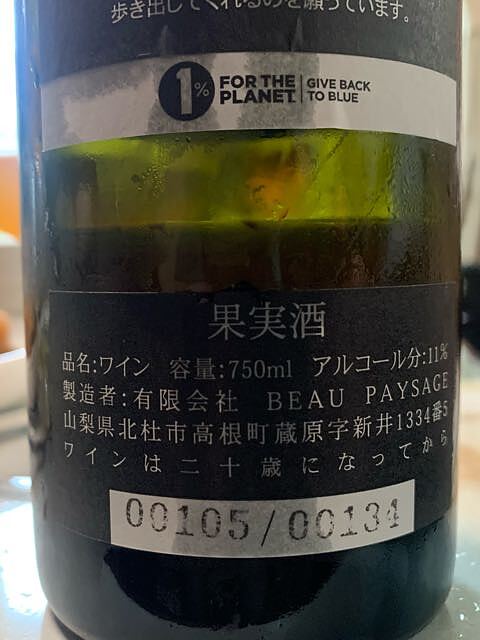 歩き出してくれるのを願っています。
1% FOR THE PLANET. GIVE BACK TO BLUE
果実酒
品名:ワイン 容量:750ml アルコール分:11%
製造者:有限会社 BEAU PAYSAGE
山梨県北杜市高根町蔵原字新井1334番5
ワインは二十歳になってから
00105/00134